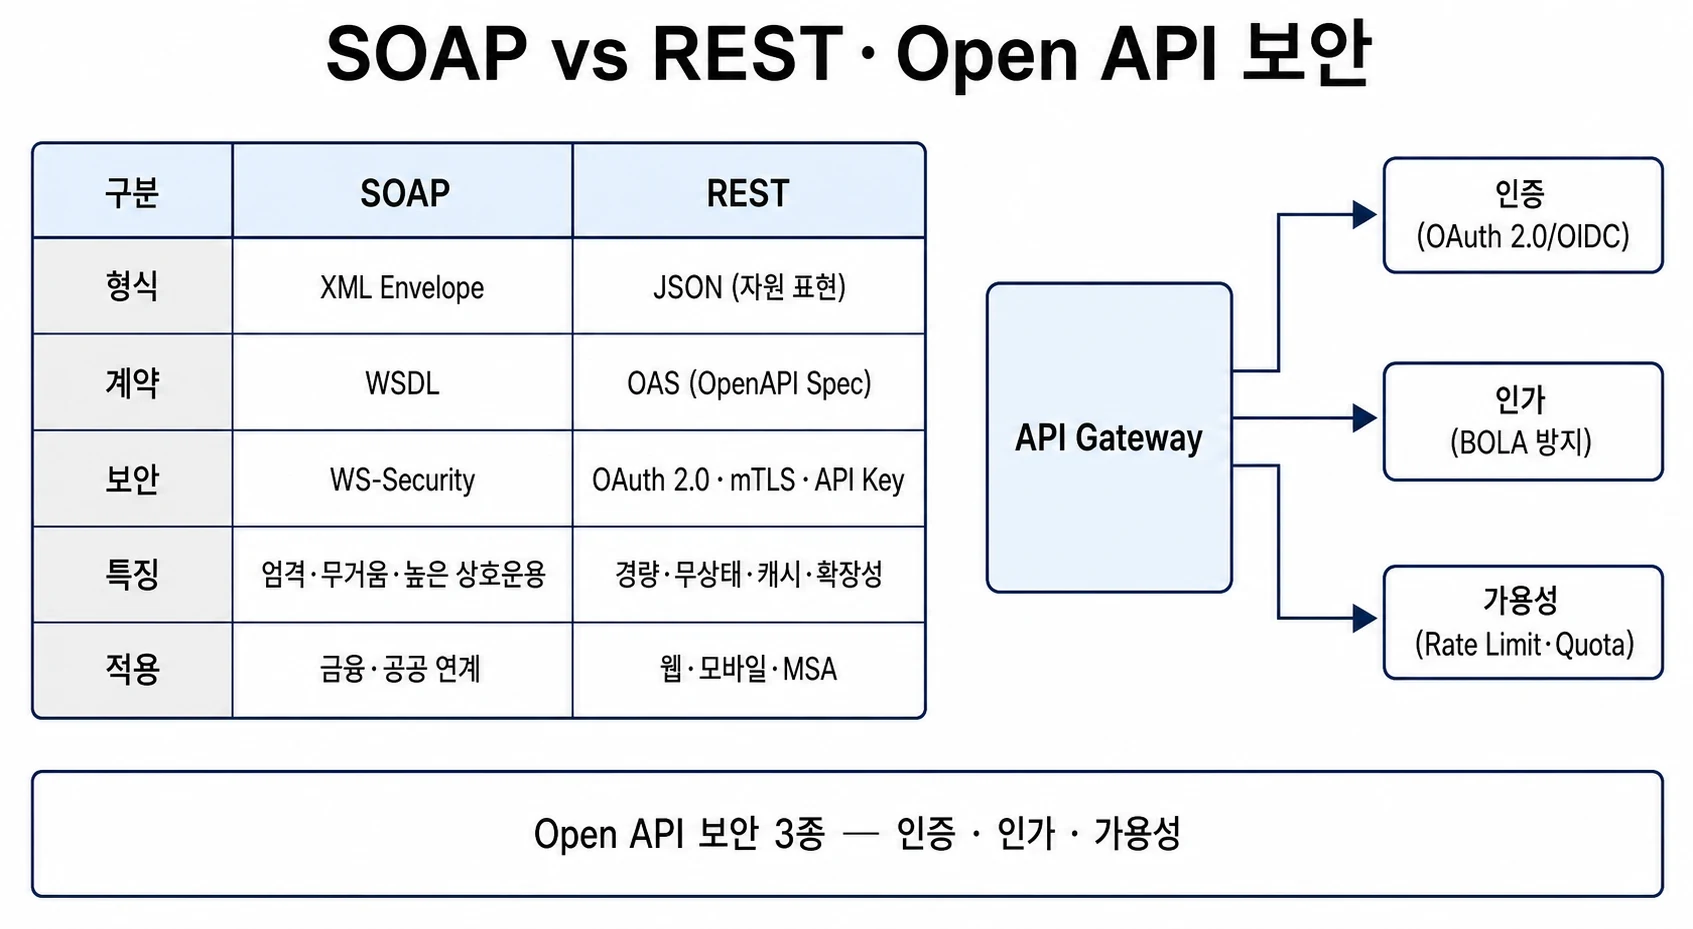 SOAP vs REST · Open API 보안
구분 SOAP REST
형식 XML Envelope JSON (자원 표현)
계약 WSDL OAS (OpenAPI Spec)
보안 WS-Security OAuth 2.0 · mTLS · API Key
특징 엄격·무거움·높은 상호운용 경량·무상태·캐시·확장성
적용 금융·공공 연계 웹·모바일·MSA
API Gateway
인증
(OAuth 2.0/OIDC)
인가
(BOLA 방지)
가용성
(Rate Limit·Quota)
Open API 보안 3종 — 인증 · 인가 · 가용성